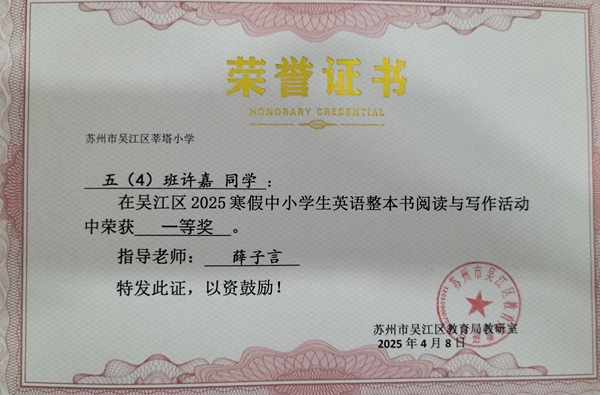 荣誉证书
HONORARY CREDENTIAL
苏州市吴江区莘塔小学
五（4）班许嘉 同学：
在吴江区 2025 寒假中小学生英语整本书阅读与写作活动
中荣获 一等奖 。
指导老师： 薛子言
特发此证，以资鼓励！
苏州市吴江区教育局教研室
2025 年 4 月 8 日